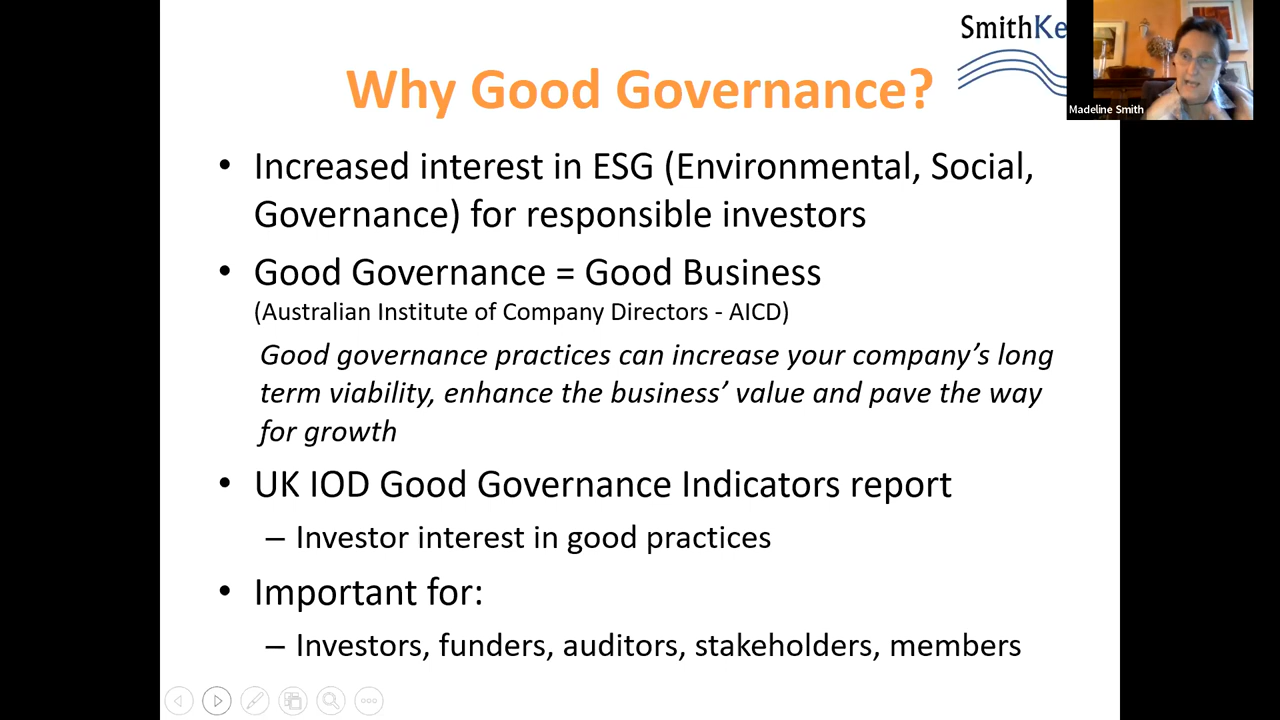 SmithKe
Why Good Governance?
Madeline Smith
• Increased interest in ESG (Environmental, Social,
Governance) for responsible investors
• Good Governance = Good Business
(Australian Institute of Company Directors - AICD)
Good governance practices can increase your company’s long
term viability, enhance the business’ value and pave the way
for growth
• UK IOD Good Governance Indicators report
– Investor interest in good practices
• Important for:
– Investors, funders, auditors, stakeholders, members